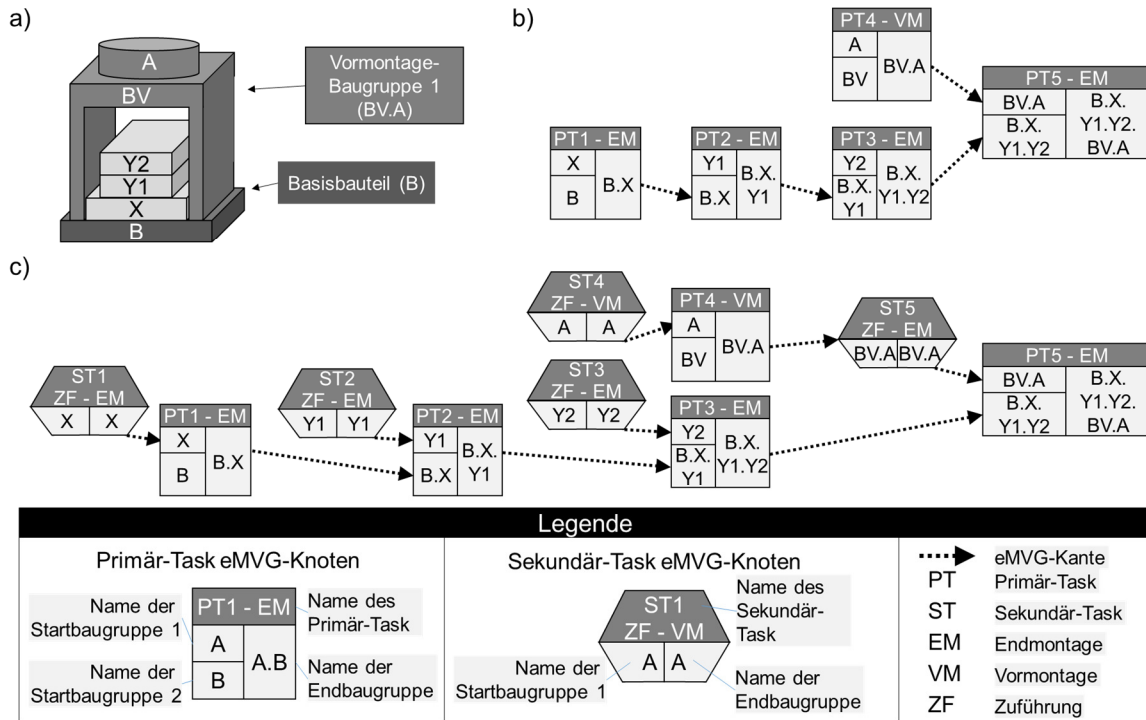 a)
A
BV
Y2
Y1
X
B
Vormontage-
Baugruppe 1
(BV.A)
Basisbauteil (B)
b)
PT4 - VM
A
BV
BV.A
PT1 - EM
X
B
B.X
PT2 - EM
Y1
B.X
B.X.
Y1
PT3 - EM
Y2
B.X.
Y1
B.X.
Y1.Y2
PT5 - EM
BV.A
B.X.
Y1.Y2
B.X.
Y1.Y2.
BV.A
c)
ST1
ZF - EM
X X
PT1 - EM
X
B
B.X
ST2
ZF - EM
Y1 Y1
PT2 - EM
Y1
B.X
B.X.
Y1
ST4
ZF - VM
A A
PT4 - VM
A
BV
BV.A
ST3
ZF - EM
Y2 Y2
PT3 - EM
Y2
B.X.
Y1
B.X.
Y1.Y2
ST5
ZF - EM
BV.A BV.A
PT5 - EM
BV.A
B.X.
Y1.Y2
B.X.
Y1.Y2.
BV.A
Legende
Primär-Task eMVG-Knoten
Name der
Startbaugruppe 1
Name der
Startbaugruppe 2
PT1 - EM
A
B
A.B
Name des
Primär-Task
Name der
Endbaugruppe
Sekundär-Task eMVG-Knoten
ST1
ZF - VM
A A
Name des
Sekundär-
Task
Name der
Startbaugruppe 1
Name der
Endbaugruppe
eMVG-Kante
PT Primär-Task
ST Sekundär-Task
EM Endmontage
VM Vormontage
ZF Zuführung